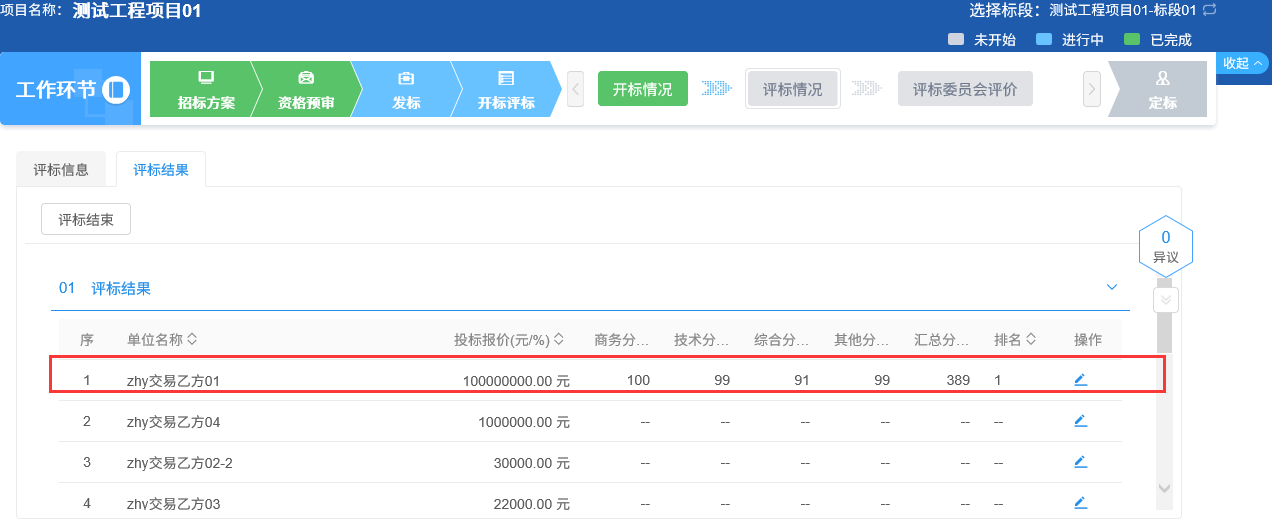 项目名称： 测试工程项目01
选择标段： 测试工程项目01-标段01
未开始 进行中 已完成
收起
工作环节
招标方案 资格预审 发标 开标评标 开标情况 评标情况 评标委员会评价 定标
评标信息 评标结果
评标结束
0
异议
01 评标结果
序 单位名称 投标报价(元/%) 商务分... 技术分... 综合分... 其他分... 汇总分... 排名 操作
1 zhy交易乙方01 100000000.00 元 100 99 91 99 389 1
2 zhy交易乙方04 1000000.00 元 -- -- -- -- -- --
3 zhy交易乙方02-2 30000.00 元 -- -- -- -- -- --
4 zhy交易乙方03 22000.00 元 -- -- -- -- -- --